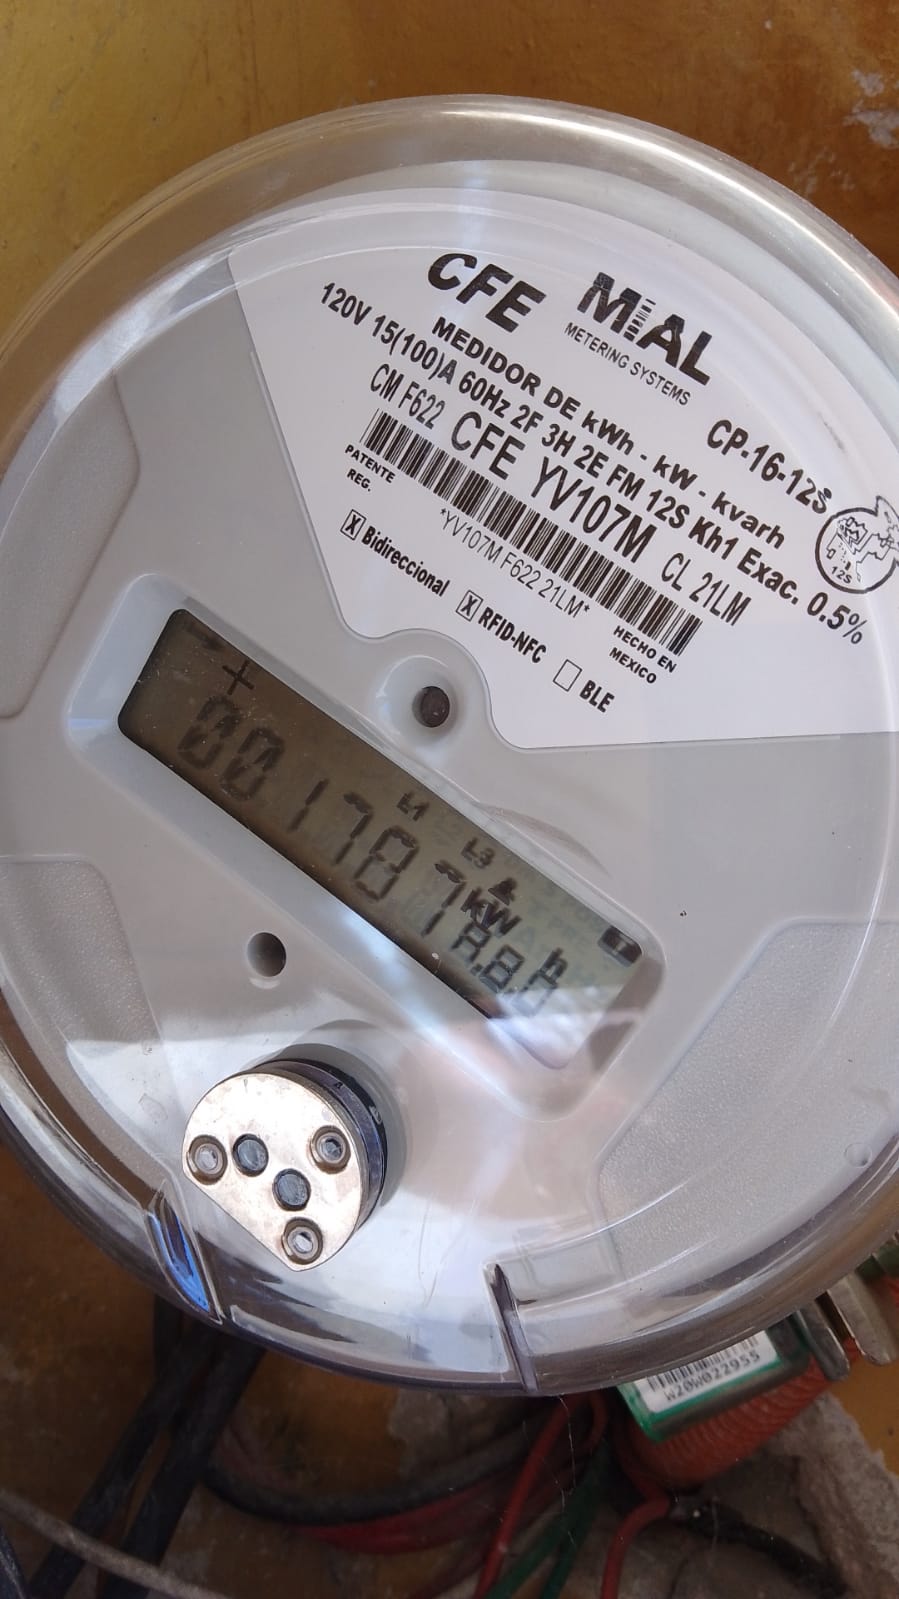 CFE MIAL
METERING SYSTEMS
CP-16-12S
MEDIDOR DE kWh - kW - kvarh
120V 15(100)A 60Hz 2F 3H 2E FM 12S Kh1 Exac. 0.5%
CM F622 CFE YV107M CL 21LM
PATENTE REG.
*YV107M F622 21LM*
HECHO EN MEXICO
X Bidireccional
X RFID-NFC
BLE
12S
+
L1 L3
kW h
W20W022955